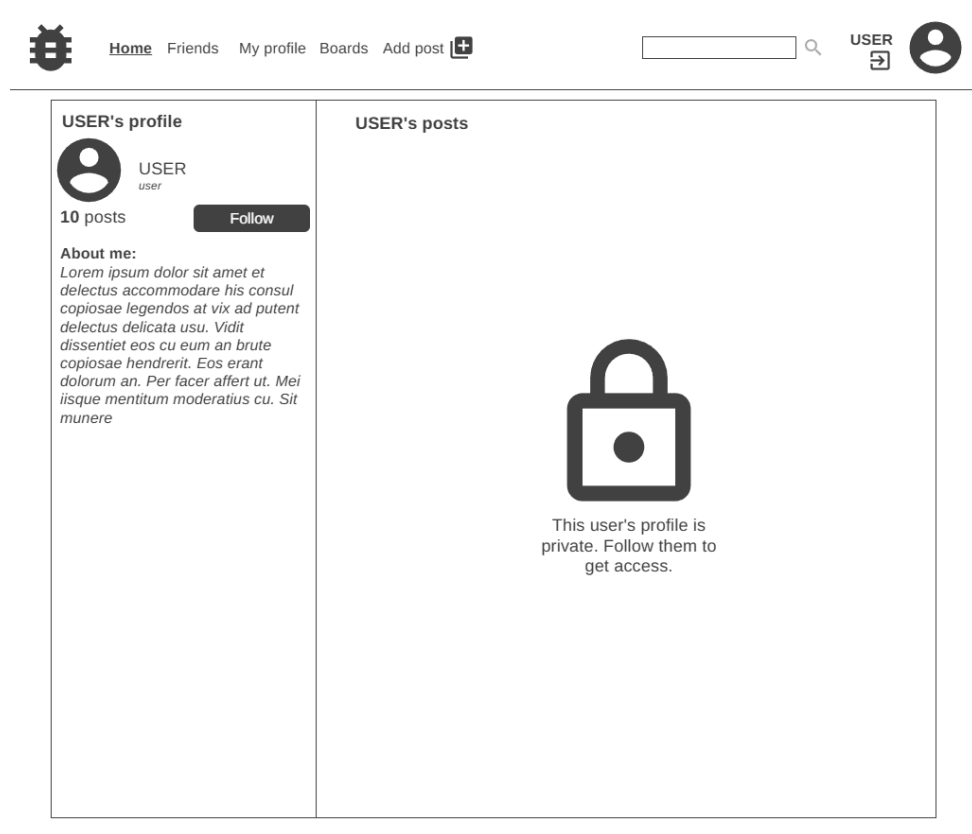 Home Friends My profile Boards Add post
USER
USER's profile
USER
user
10 posts
Follow
About me:
Lorem ipsum dolor sit amet et
delectus accommodare his consul
copiosae legendos at vix ad putent
delectus delicata usu. Vidit
dissentiet eos cu eum an brute
copiosae hendrerit. Eos erant
dolorum an. Per facer affert ut. Mei
iisque mentitum moderatius cu. Sit
munere
USER's posts
This user's profile is
private. Follow them to
get access.